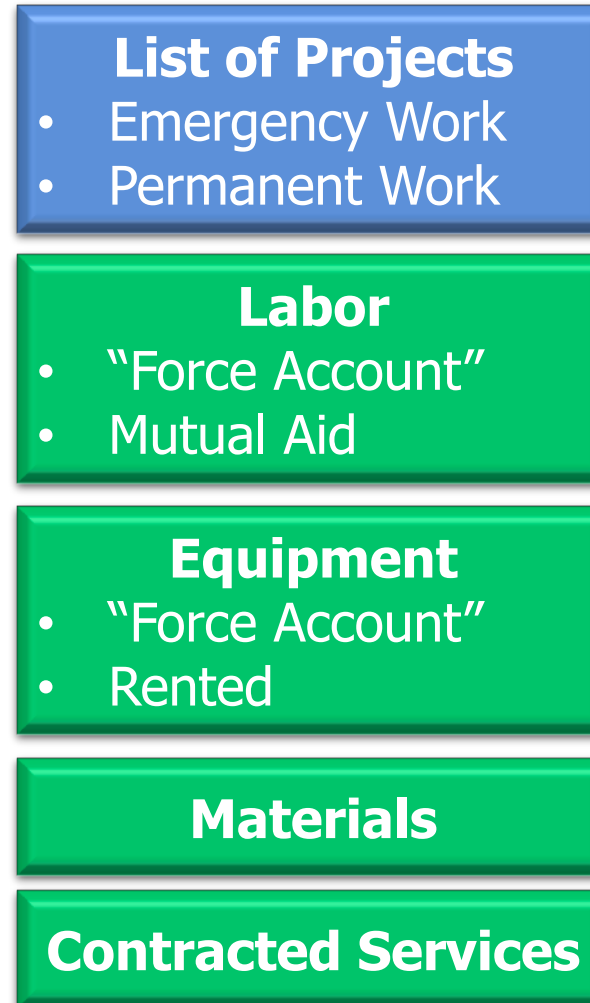 List of Projects
• Emergency Work
• Permanent Work
Labor
• “Force Account”
• Mutual Aid
Equipment
• “Force Account”
• Rented
Materials
Contracted Services